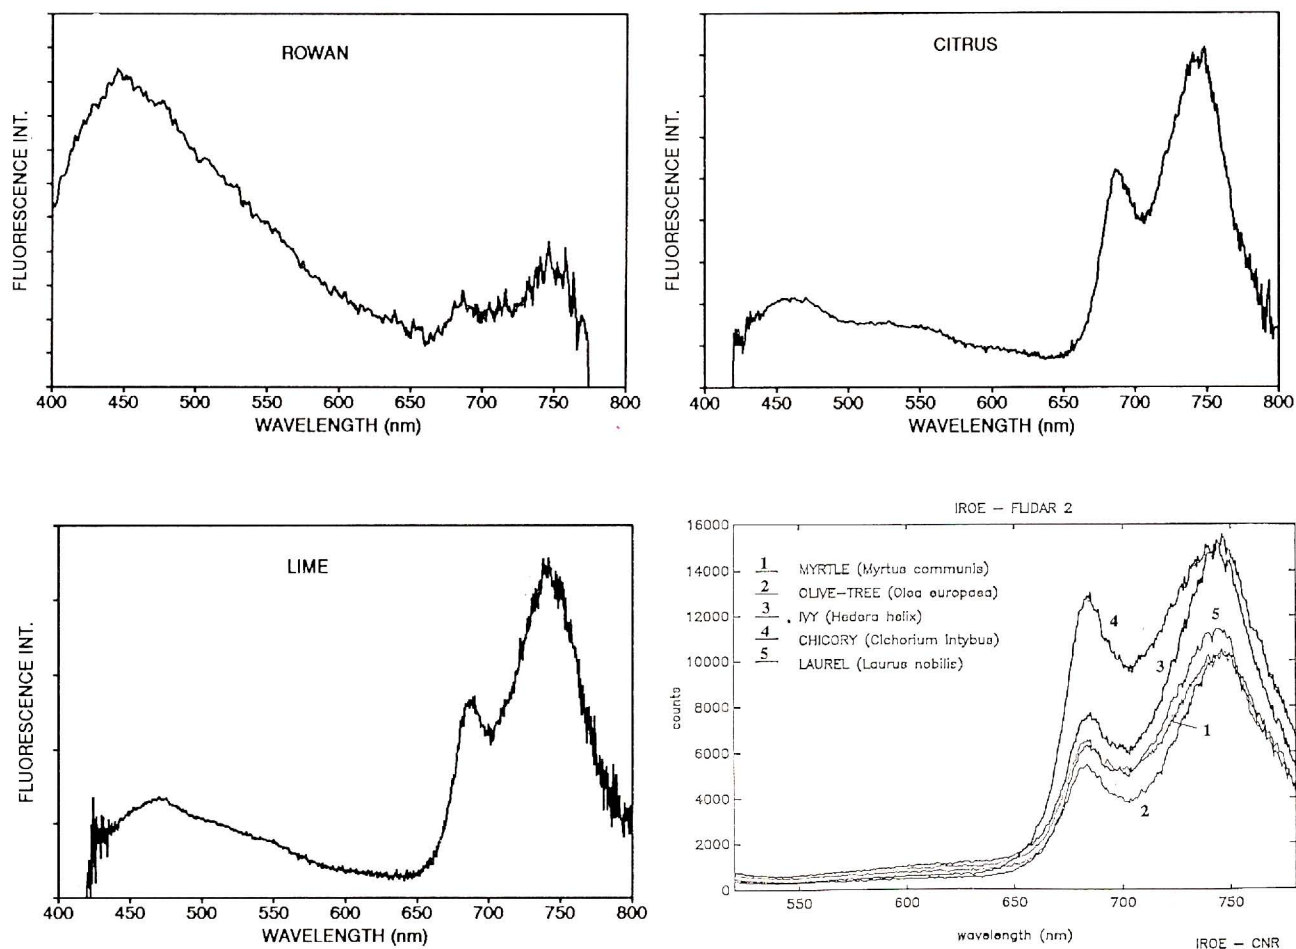 ROWAN
FLUORESCENCE INT.
400 450 500 550 600 650 700 750 800
WAVELENGTH (nm)
CITRUS
FLUORESCENCE INT.
400 450 500 550 600 650 700 750 800
WAVELENGTH (nm)
LIME
FLUORESCENCE INT.
400 450 500 550 600 650 700 750 800
WAVELENGTH (nm)
IROE – FLIDAR 2
16000
14000
12000
10000
8000
6000
4000
2000
0
counts
1 MYRTLE (Myrtus communis)
2 OLIVE-TREE (Olea europaea)
3 IVY (Hedera helix)
4 CHICORY (Cichorium Intybus)
5 LAUREL (Laurus nobilis)
4
5
3
1
2
550 600 650 700 750
wavelength (nm)
IROE – CNR